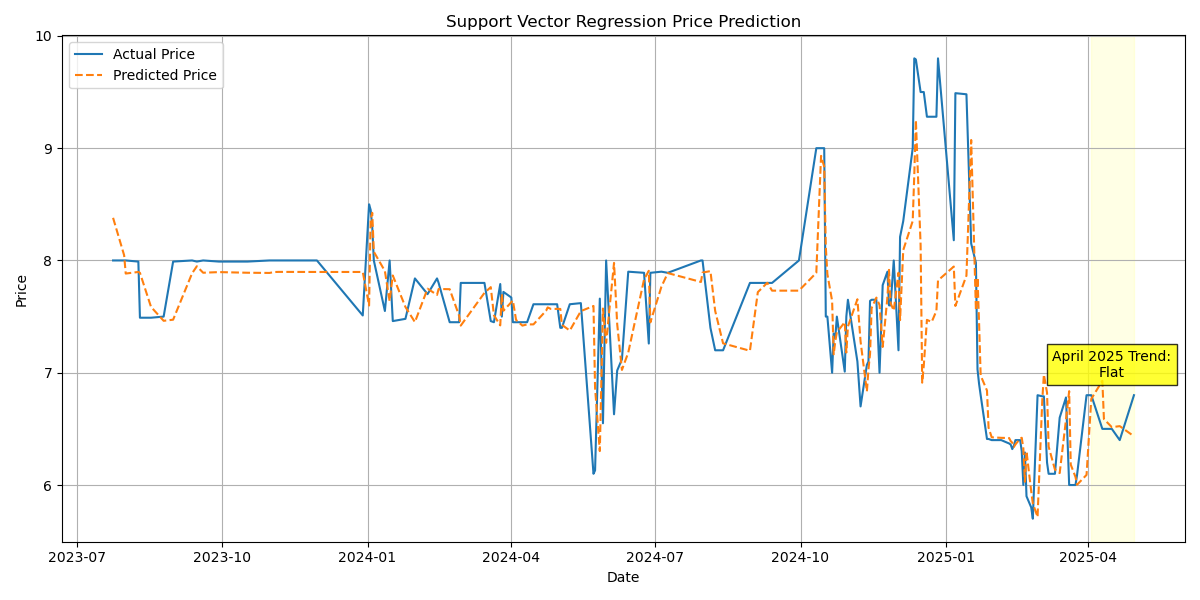 Support Vector Regression Price Prediction
Actual Price
Predicted Price
Price
10
9
8
7
6
April 2025 Trend:
Flat
2023-07 2023-10 2024-01 2024-04 2024-07 2024-10 2025-01 2025-04
Date